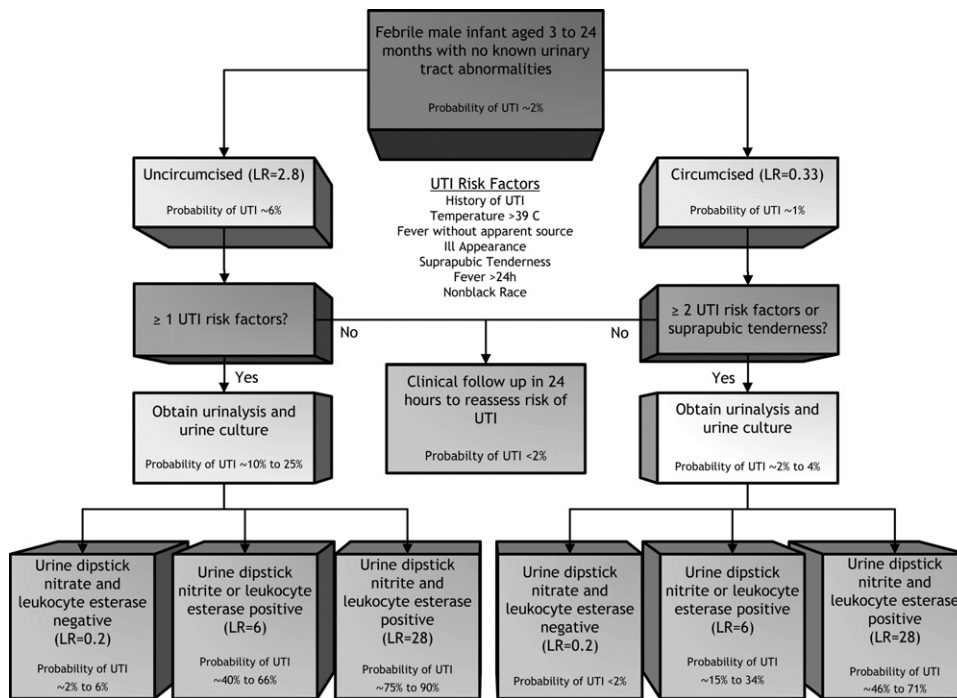 Febrile male infant aged 3 to 24
months with no known urinary
tract abnormalities
Probability of UTI ~2%
Uncircumcised (LR=2.8)
Probability of UTI ~6%
UTI Risk Factors
History of UTI
Temperature >39 C
Fever without apparent source
Ill Appearance
Suprapubic Tenderness
Fever >24h
Nonblack Race
Circumcised (LR=0.33)
Probability of UTI ~1%
≥ 1 UTI risk factors?
No
No
≥ 2 UTI risk factors or
suprapubic tenderness?
Yes
Yes
Obtain urinalysis and
urine culture
Probability of UTI ~10% to 25%
Clinical follow up in 24
hours to reassess risk of
UTI
Probabilty of UTI <2%
Obtain urinalysis and
urine culture
Probability of UTI ~2% to 4%
Urine dipstick
nitrate and
leukocyte esterase
negative
(LR=0.2)
Probability of UTI
~2% to 6%
Urine dipstick
nitrite or leukocyte
esterase positive
(LR=6)
Probability of UTI
~40% to 66%
Urine dipstick
nitrite and
leukocyte esterase
positive
(LR=28)
Probability of UTI
~75% to 90%
Urine dipstick
nitrate and
leukocyte esterase
negative
(LR=0.2)
Probability of UTI <2%
Urine dipstick
nitrite or leukocyte
esterase positive
(LR=6)
Probability of UTI
~15% to 34%
Urine dipstick
nitrite and
leukocyte esterase
positive
(LR=28)
Probability of UTI
~46% to 71%